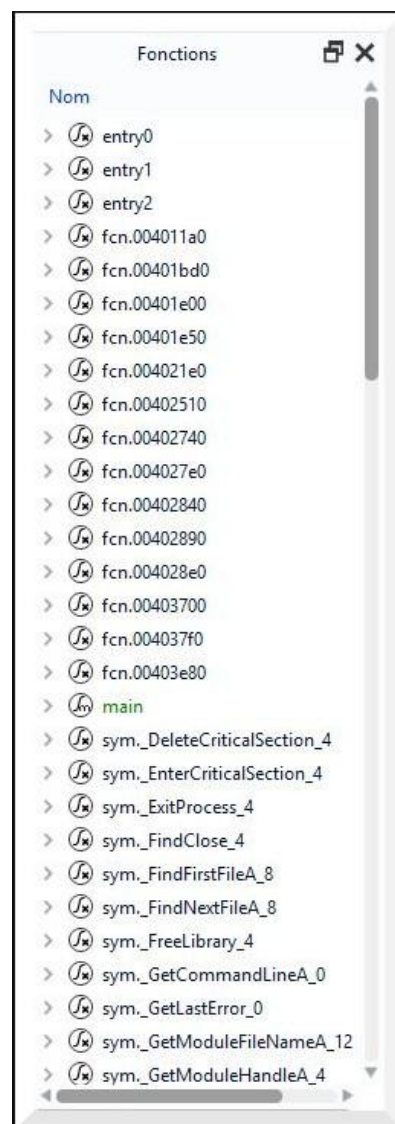 Fonctions
Nom
entry0
entry1
entry2
fcn.004011a0
fcn.00401bd0
fcn.00401e00
fcn.00401e50
fcn.004021e0
fcn.00402510
fcn.00402740
fcn.004027e0
fcn.00402840
fcn.00402890
fcn.004028e0
fcn.00403700
fcn.004037f0
fcn.00403e80
main
sym._DeleteCriticalSection_4
sym._EnterCriticalSection_4
sym._ExitProcess_4
sym._FindClose_4
sym._FindFirstFileA_8
sym._FindNextFileA_8
sym._FreeLibrary_4
sym._GetCommandLineA_0
sym._GetLastError_0
sym._GetModuleFileNameA_12
sym._GetModuleHandleA_4